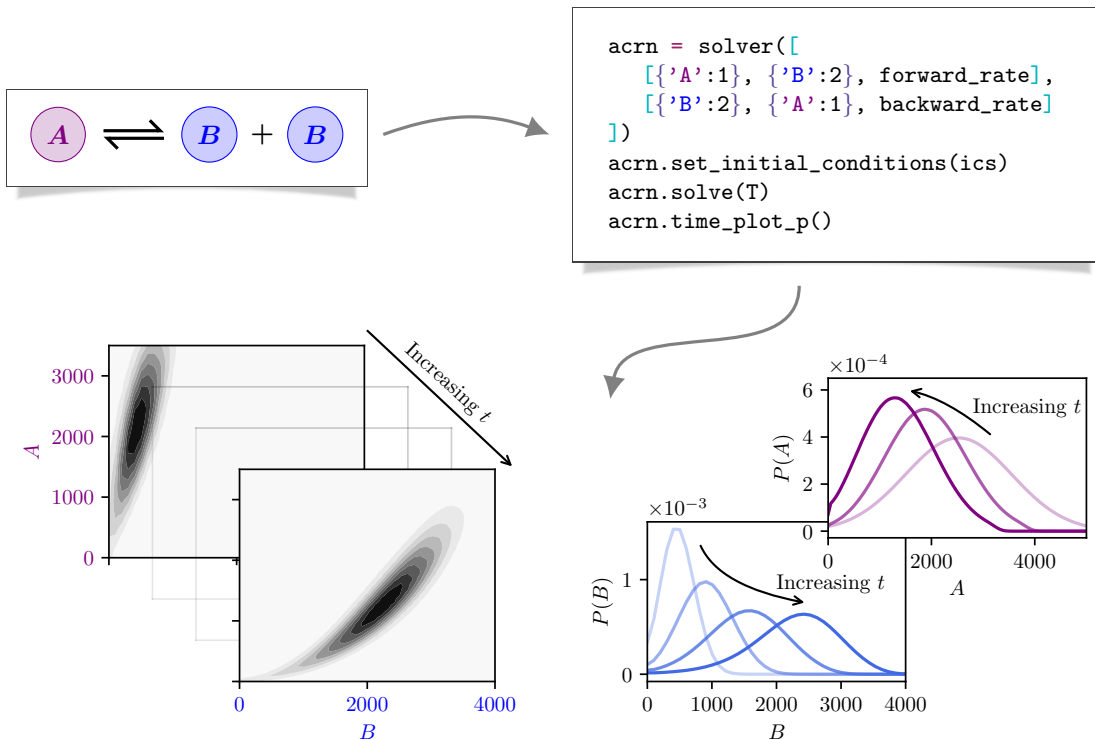 A ⇌ B + B
acrn = solver([
[{'A':1}, {'B':2}, forward_rate],
[{'B':2}, {'A':1}, backward_rate]
])
acrn.set_initial_conditions(ics)
acrn.solve(T)
acrn.time_plot_p()
Increasing t
3000
2000
1000
0
A
0
2000
4000
B
×10⁻⁴
6
4
2
0
P(A)
Increasing t
0
2000
4000
A
×10⁻³
1
0
P(B)
Increasing t
0
1000
2000
3000
4000
B